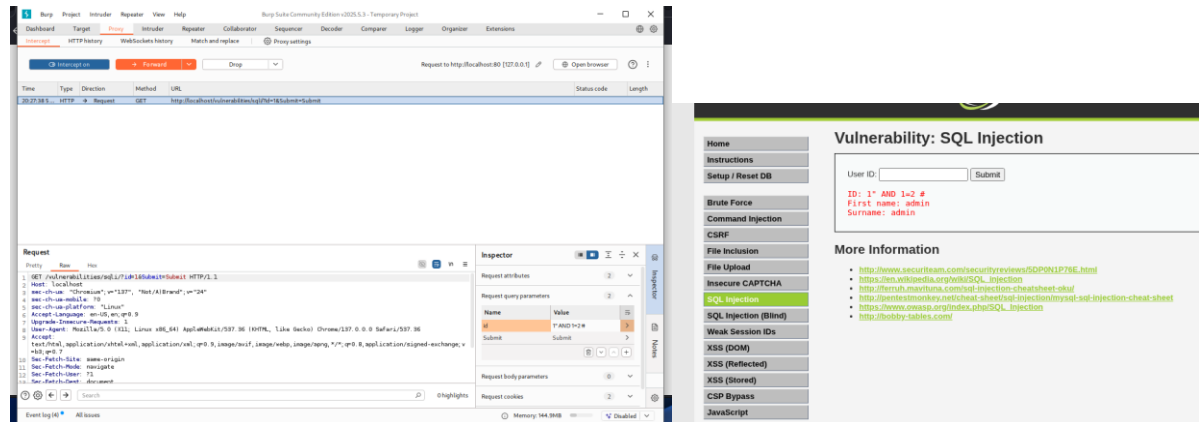 Burp Project Intruder Repeater View Help
Burp Suite Community Edition v2025.5.3 - Temporary Project
Dashboard Target Proxy Intruder Repeater Collaborator Sequencer Decoder Comparer Logger Organizer Extensions
Intercept HTTP history WebSockets history Match and replace Proxy settings
Intercept on Forward Drop Request to http://localhost:80 [127.0.0.1] Open browser
Time Type Direction Method URL Status code Length
20:27:38 5... HTTP Request GET http://localhost/vulnerabilities/sqli/?id=1&Submit=Submit
Request
Pretty Raw Hex
1 GET /vulnerabilities/sqli/?id=1&Submit=Submit HTTP/1.1
2 Host: localhost
3 sec-ch-ua: "Chromium";v="137", "Not/A)Brand";v="24"
4 sec-ch-ua-mobile: ?0
5 sec-ch-ua-platform: "Linux"
6 Accept-Language: en-US,en;q=0.9
7 Upgrade-Insecure-Requests: 1
8 User-Agent: Mozilla/5.0 (X11; Linux x86_64) AppleWebKit/537.36 (KHTML, like Gecko) Chrome/137.0.0.0 Safari/537.36
9 Accept:
text/html,application/xhtml+xml,application/xml;q=0.9,image/avif,image/webp,image/apng,*/*;q=0.8,application/signed-exchange;v
=b3;q=0.7
10 Sec-Fetch-Site: same-origin
11 Sec-Fetch-Mode: navigate
12 Sec-Fetch-User: ?1
13 Sec-Fetch-Dest: document
Search 0 highlights
Event log (4) All issues
Memory: 144.9MB Disabled
Inspector
Request attributes 2
Request query parameters 2
Name Value
id 1" AND 1=2 #
Submit Submit
Request body parameters 0
Request cookies 2
Inspector
Notes
Home
Instructions
Setup / Reset DB
Brute Force
Command Injection
CSRF
File Inclusion
File Upload
Insecure CAPTCHA
SQL Injection
SQL Injection (Blind)
Weak Session IDs
XSS (DOM)
XSS (Reflected)
XSS (Stored)
CSP Bypass
JavaScript
Vulnerability: SQL Injection
User ID: Submit
ID: 1" AND 1=2 #
First name: admin
Surname: admin
More Information
http://www.securiteam.com/securityreviews/5DP0N1P76E.html
https://en.wikipedia.org/wiki/SQL_injection
http://ferruh.mavituna.com/sql-injection-cheatsheet-oku/
http://pentestmonkey.net/cheat-sheet/sql-injection/mysql-sql-injection-cheat-sheet
https://www.owasp.org/index.php/SQL_Injection
http://bobby-tables.com/